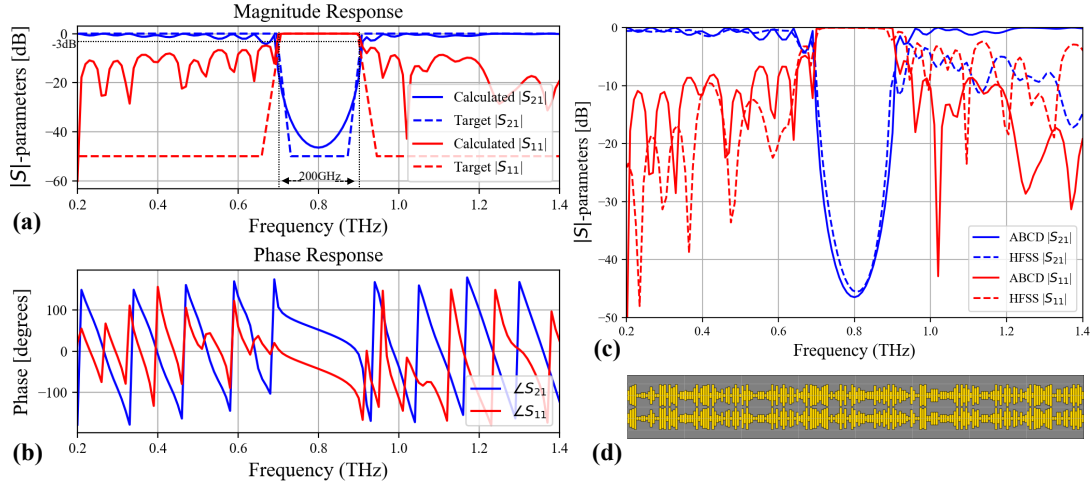 Magnitude Response
|S|-parameters [dB]
0
-3dB
-20
-40
-60
Calculated |S21|
Target |S21|
Calculated |S11|
Target |S11|
200GHz
0.2 0.4 0.6 0.8 1.0 1.2 1.4
Frequency (THz)
(a)
Phase Response
Phase [degrees]
100
0
−100
∠S21
∠S11
0.2 0.4 0.6 0.8 1.0 1.2 1.4
Frequency (THz)
(b)
|S|-parameters [dB]
0
−10
−20
−30
−40
−50
ABCD |S21|
HFSS |S21|
ABCD |S11|
HFSS |S11|
0.2 0.4 0.6 0.8 1.0 1.2 1.4
Frequency (THz)
(c)
(d)